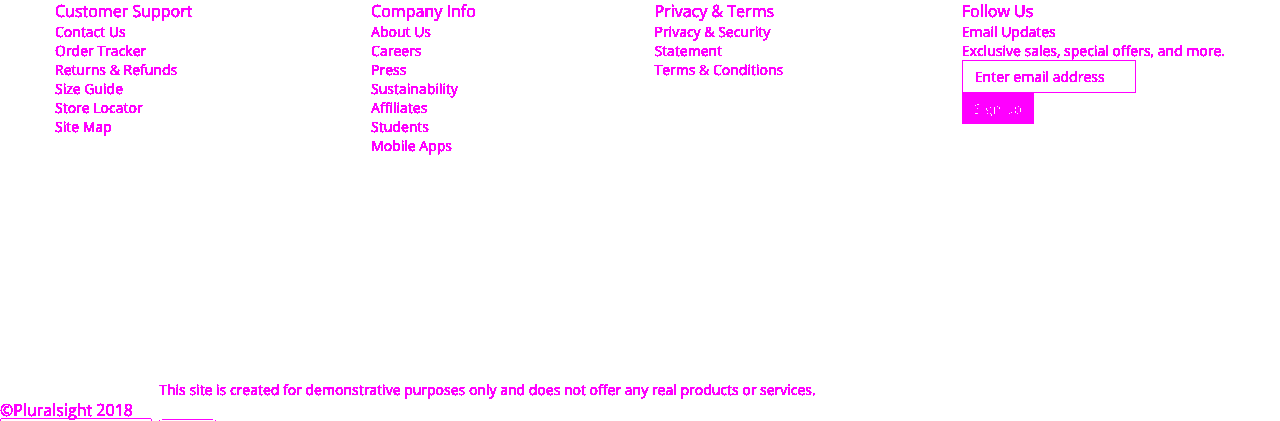 Customer Support
Contact Us
Order Tracker
Returns & Refunds
Size Guide
Store Locator
Site Map
Company Info
About Us
Careers
Press
Sustainability
Affiliates
Students
Mobile Apps
Privacy & Terms
Privacy & Security
Statement
Terms & Conditions
Follow Us
Email Updates
Exclusive sales, special offers, and more.
Enter email address
Sign Up
This site is created for demonstrative purposes only and does not offer any real products or services.
©Pluralsight 2018